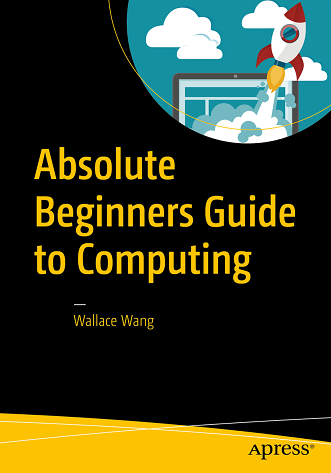 Absolute
Beginners Guide
to Computing
Wallace Wang
Apress®